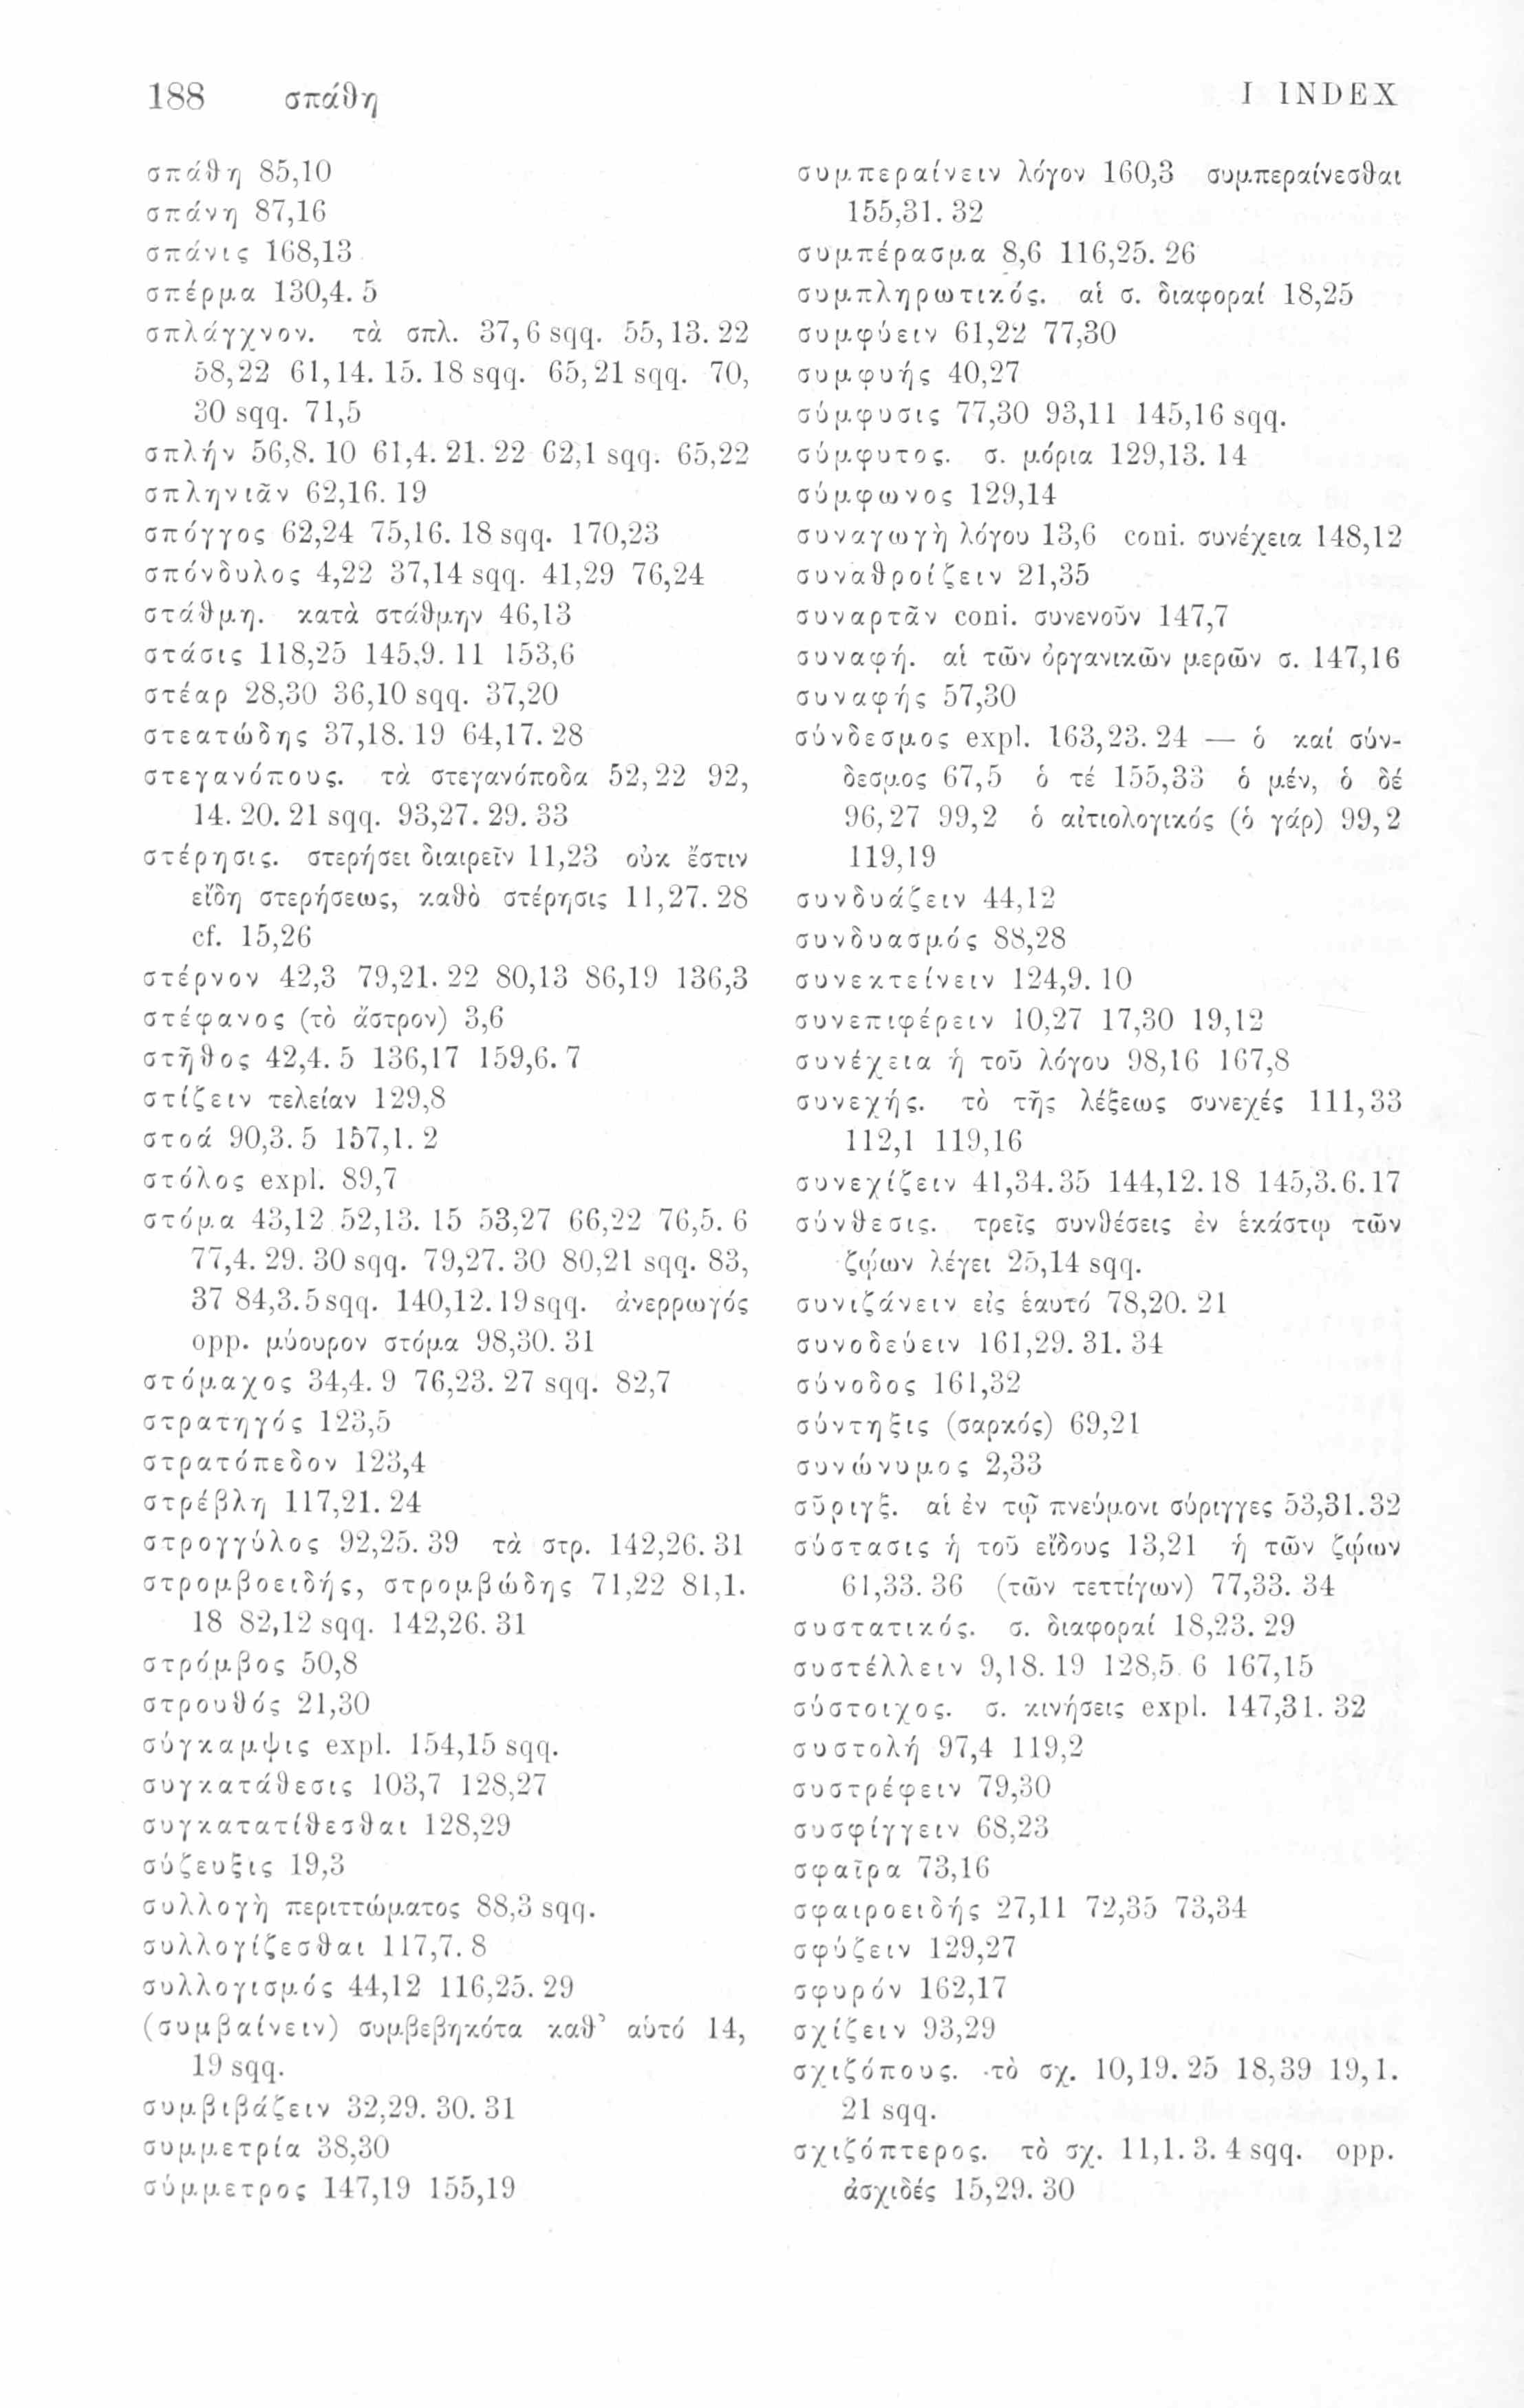 188 σπάθη
I INDEX
σπάθη 85,10
σπάνη 87,16
σπάνις 168,13
σπέρμα 130,4. 5
σπλάγχνον. τὰ σπλ. 37,6 sqq. 55,13. 22
58,22 61,14. 15. 18 sqq. 65,21 sqq. 70,
30 sqq. 71,5
σπλήν 56,8. 10 61,4. 21. 22 62,1 sqq. 65,22
σπληνιᾶν 62,16. 19
σπόγγος 62,24 75,16. 18 sqq. 170,23
σπόνδυλος 4,22 37,14 sqq. 41,29 76,24
στάθμη. κατὰ στάθμην 46,13
στάσις 118,25 145,9. 11 153,6
στέαρ 28,30 36,10 sqq. 37,20
στεατώδης 37,18. 19 64,17. 28
στεγανόπους. τὰ στεγανόποδα 52,22 92,
14. 20. 21 sqq. 93,27. 29. 33
στέρησις. στερήσει διαιρεῖν 11,23 οὐκ ἔστιν
εἴδη στερήσεως, καθὸ στέρησις 11,27. 28
cf. 15,26
στέρνον 42,3 79,21. 22 80,13 86,19 136,3
στέφανος (τὸ ἄστρον) 3,6
στῆθος 42,4. 5 136,17 159,6. 7
στίζειν τελείαν 129,8
στοά 90,3. 5 157,1. 2
στόλος expl. 89,7
στόμα 43,12 52,13. 15 53,27 66,22 76,5. 6
77,4. 29. 30 sqq. 79,27. 30 80,21 sqq. 83,
37 84,3. 5 sqq. 140,12. 19 sqq. ἀνερρωγός
opp. μύουρον στόμα 98,30. 31
στόμαχος 34,4. 9 76,23. 27 sqq. 82,7
στρατηγός 123,5
στρατόπεδον 123,4
στρέβλη 117,21. 24
στρογγύλος 92,25. 39 τὰ στρ. 142,26. 31
στρομβοειδής, στρομβώδης 71,22 81,1.
18 82,12 sqq. 142,26. 31
στρόμβος 50,8
στρουθός 21,30
σύγκαμψις expl. 154,15 sqq.
συγκατάθεσις 103,7 128,27
συγκατατίθεσθαι 128,29
σύζευξις 19,3
συλλογὴ περιττώματος 88,3 sqq.
συλλογίζεσθαι 117,7. 8
συλλογισμός 44,12 116,25. 29
(συμβαίνειν) συμβεβηκότα καθ’ αὑτό 14,
19 sqq.
συμβιβάζειν 32,29. 30. 31
συμμετρία 38,30
σύμμετρος 147,19 155,19
συμπεραίνειν λόγον 160,3 συμπεραίνεσθαι
155,31. 32
συμπέρασμα 8,6 116,25. 26
συμπληρωτικός. αἱ σ. διαφοραί 18,25
συμφύειν 61,22 77,30
συμφυής 40,27
σύμφυσις 77,30 93,11 145,16 sqq.
σύμφυτος. σ. μόρια 129,13. 14
σύμφωνος 129,14
συναγωγὴ λόγου 13,6 coni. συνέχεια 148,12
συναθροίζειν 21,35
συναρτᾶν coni. συνενοῦν 147,7
συναφή. αἱ τῶν ὀργανικῶν μερῶν σ. 147,16
συναφής 57,30
σύνδεσμος expl. 163,23. 24 — ὁ καί σύν-
δεσμος 67,5 ὁ τέ 155,33 ὁ μέν, ὁ δέ
96,27 99,2 ὁ αἰτιολογικός (ὁ γάρ) 99,2
119,19
συνδυάζειν 44,12
συνδυασμός 88,28
συνεκτείνειν 124,9. 10
συνεπιφέρειν 10,27 17,30 19,12
συνέχεια ἡ τοῦ λόγου 98,16 167,8
συνεχής. τὸ τῆς λέξεως συνεχές 111,33
112,1 119,16
συνεχίζειν 41,34. 35 144,12. 18 145,3. 6. 17
σύνθεσις. τρεῖς συνθέσεις ἐν ἑκάστῳ τῶν
ζῴων λέγει 25,14 sqq.
συνιζάνειν εἰς ἑαυτό 78,20. 21
συνοδεύειν 161,29. 31. 34
σύνοδος 161,32
σύντηξις (σαρκός) 69,21
συνώνυμος 2,33
σῦριγξ. αἱ ἐν τῷ πνεύμονι σύριγγες 53,31. 32
σύστασις ἡ τοῦ εἴδους 13,21 ἡ τῶν ζῴων
61,33. 36 (τῶν τεττίγων) 77,33. 34
συστατικός. σ. διαφοραί 18,23. 29
συστέλλειν 9,18. 19 128,5. 6 167,15
σύστοιχος. σ. κινήσεις expl. 147,31. 32
συστολή 97,4 119,2
συστρέφειν 79,30
συσφίγγειν 68,23
σφαῖρα 73,16
σφαιροειδής 27,11 72,35 73,34
σφύζειν 129,27
σφυρόν 162,17
σχίζειν 93,29
σχιζόπους. τὸ σχ. 10,19. 25 18,39 19,1.
21 sqq.
σχιζόπτερος. τὸ σχ. 11,1. 3. 4 sqq. opp.
ἀσχιδές 15,29. 30